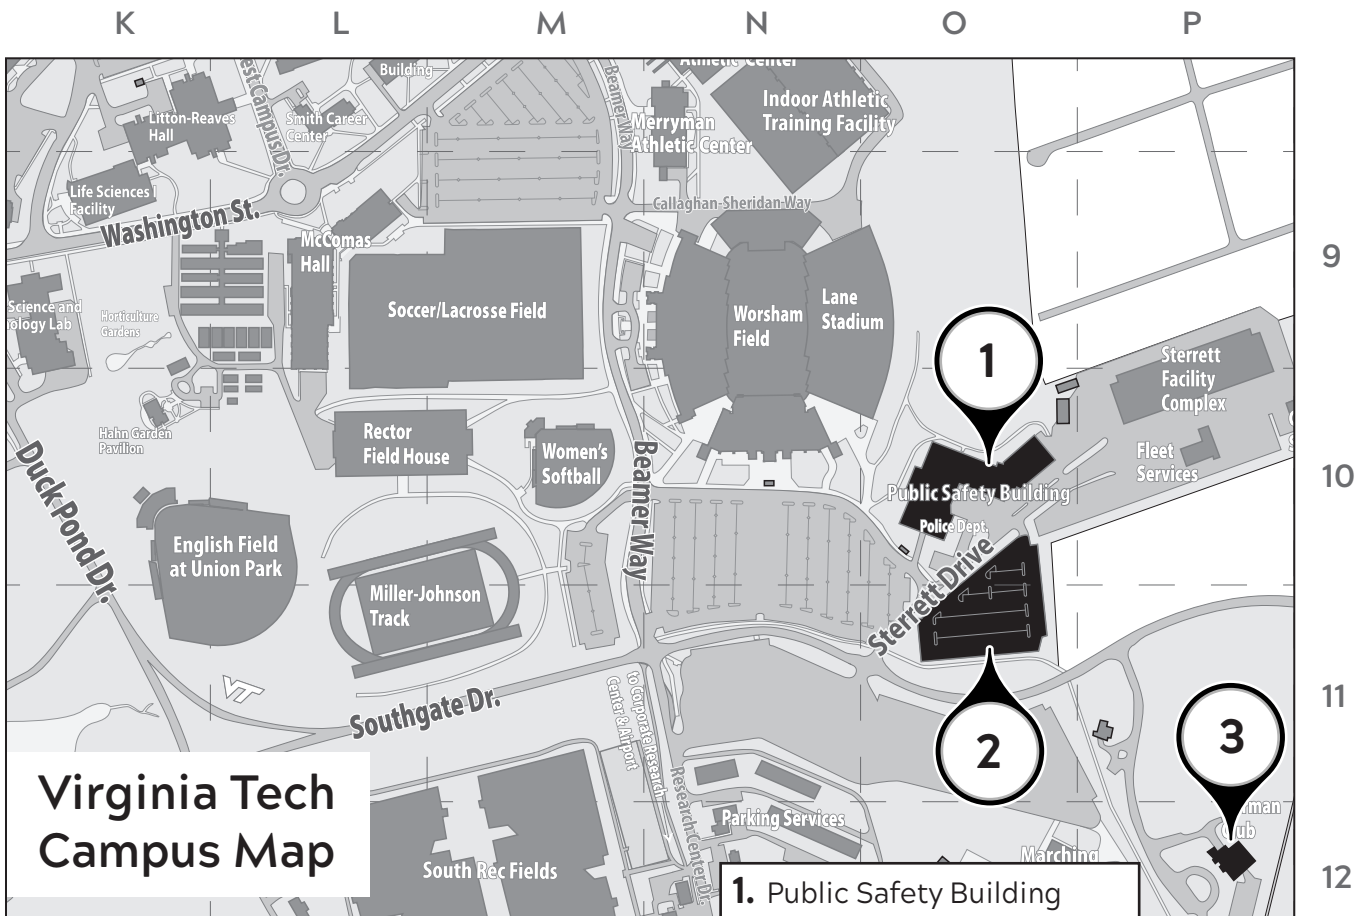 K L M N O P
Building
Athletic Center
Litton-Reaves
Hall
West Campus Dr.
Smith Career
Center
Beamer Way
Merryman
Athletic Center
Indoor Athletic
Training Facility
Life Sciences I
Facility
Washington St.
Callaghan-Sheridan Way
McComas
Hall
9
Science and
ology Lab
Horticulture
Gardens
Soccer/Lacrosse Field
Worsham
Field
Lane
Stadium
1
Sterrett
Facility
Complex
Hahn Garden
Pavilion
Rector
Field House
Women's
Softball
Beamer Way
Fleet
Services
10
Duck Pond Dr.
Public Safety Building
Police Dept.
English Field
at Union Park
Miller-Johnson
Track
Sterrett Drive
VT
Southgate Dr.
to Corporate Research
Center & Airport
11
2
3
Virginia Tech
Campus Map
Research Center Dr.
Parking Services
rman
Club
South Rec Fields
Marching
12
1. Public Safety Building